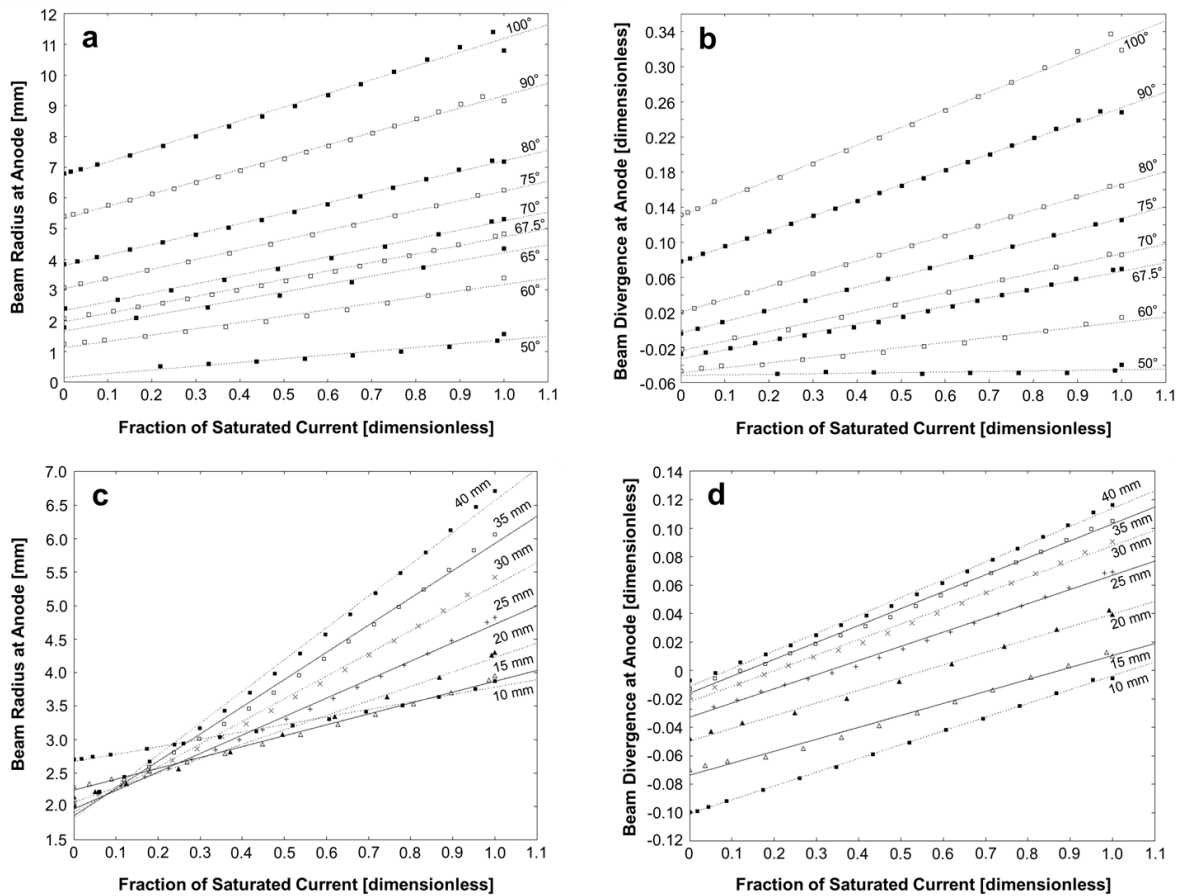 a
Beam Radius at Anode [mm]
12
11
10
9
8
7
6
5
4
3
2
1
0
100°
90°
80°
75°
70°
67.5°
65°
60°
50°
0 0.1 0.2 0.3 0.4 0.5 0.6 0.7 0.8 0.9 1.0 1.1
Fraction of Saturated Current [dimensionless]
b
Beam Divergence at Anode [dimensionless]
0.34
0.30
0.26
0.22
0.18
0.14
0.10
0.06
0.02
-0.02
-0.06
100°
90°
80°
75°
70°
67.5°
60°
50°
0 0.1 0.2 0.3 0.4 0.5 0.6 0.7 0.8 0.9 1.0 1.1
Fraction of Saturated Current [dimensionless]
c
Beam Radius at Anode [mm]
7.0
6.5
6.0
5.5
5.0
4.5
4.0
3.5
3.0
2.5
2.0
1.5
40 mm
35 mm
30 mm
25 mm
20 mm
15 mm
10 mm
0 0.1 0.2 0.3 0.4 0.5 0.6 0.7 0.8 0.9 1.0 1.1
Fraction of Saturated Current [dimensionless]
d
Beam Divergence at Anode [dimensionless]
0.14
0.12
0.10
0.08
0.06
0.04
0.02
0
-0.02
-0.04
-0.06
-0.08
-0.10
-0.12
40 mm
35 mm
30 mm
25 mm
20 mm
15 mm
10 mm
0 0.1 0.2 0.3 0.4 0.5 0.6 0.7 0.8 0.9 1.0 1.1
Fraction of Saturated Current [dimensionless]